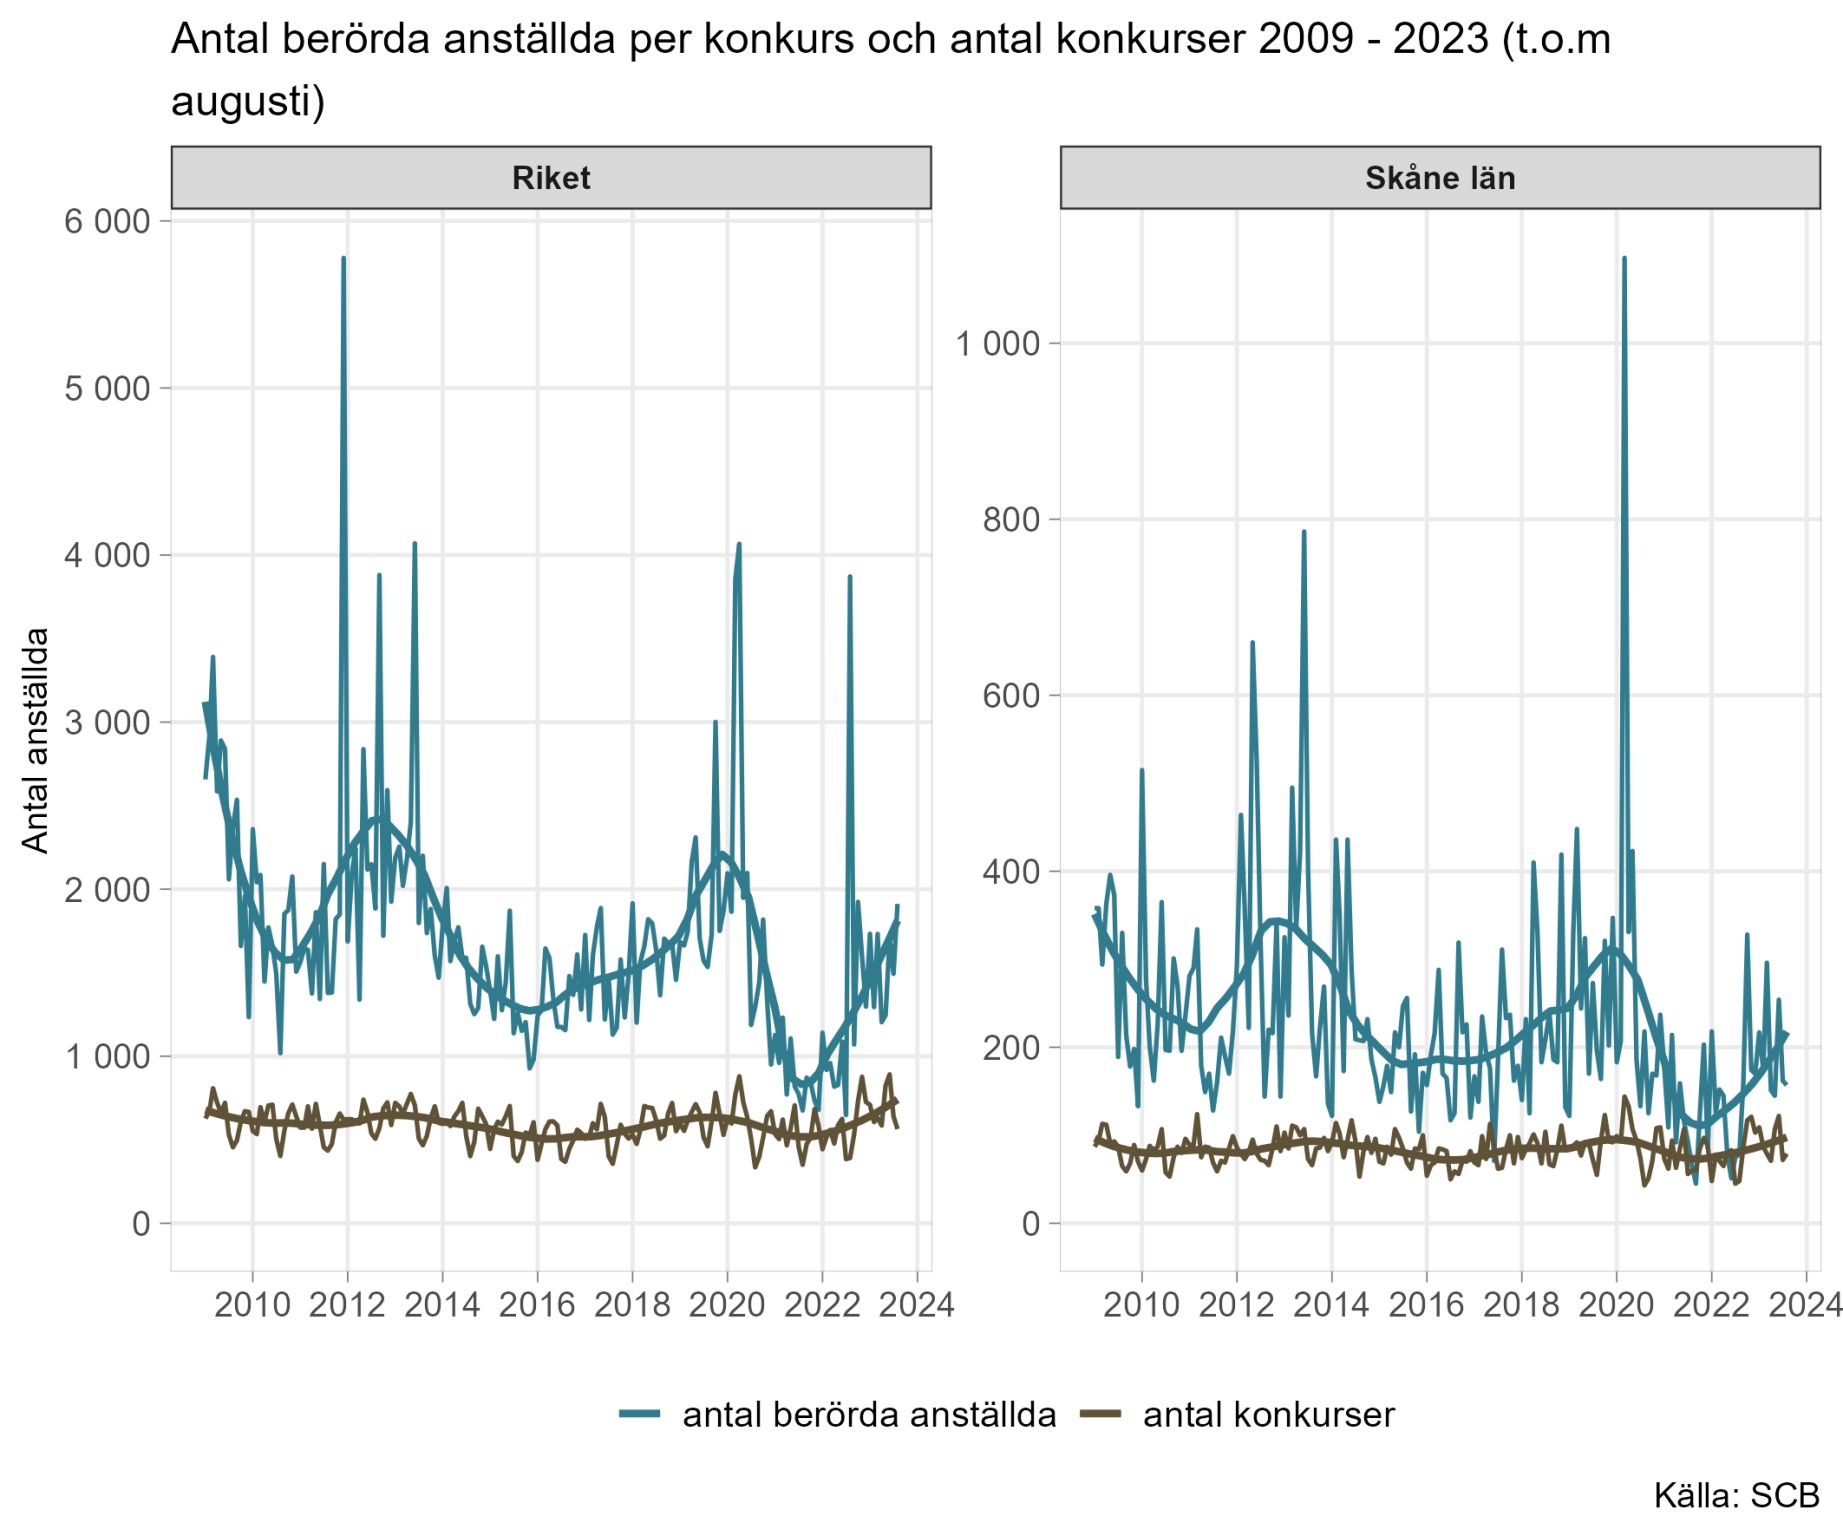 Antal berörda anställda per konkurs och antal konkurser 2009 - 2023 (t.o.m
augusti)
Riket
Skåne län
Antal anställda
6 000
5 000
4 000
3 000
2 000
1 000
0
1 000
800
600
400
200
0
2010 2012 2014 2016 2018 2020 2022 2024
2010 2012 2014 2016 2018 2020 2022 2024
antal berörda anställda antal konkurser
Källa: SCB